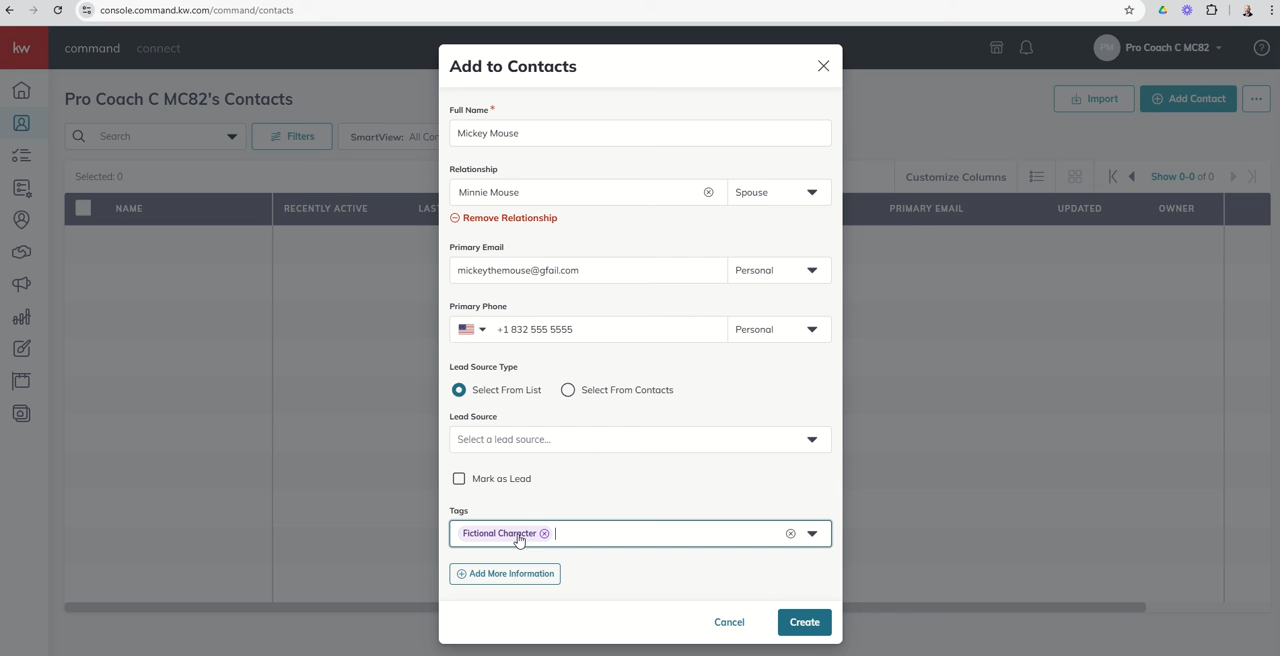 console.command.kw.com/command/contacts
kw command connect PM Pro Coach C MC82
Pro Coach C MC82's Contacts
Import
Add Contact
Search
Filters
SmartView: All Con
Selected: 0
Customize Columns
Show 0-0 of 0
NAME RECENTLY ACTIVE LAS PRIMARY EMAIL UPDATED OWNER
Add to Contacts
Full Name *
Mickey Mouse
Relationship
Minnie Mouse Spouse
Remove Relationship
Primary Email
mickeythemouse@gfail.com Personal
Primary Phone
+1 832 555 5555 Personal
Lead Source Type
Select From List Select From Contacts
Lead Source
Select a lead source...
Mark as Lead
Tags
Fictional Character
Add More Information
Cancel Create